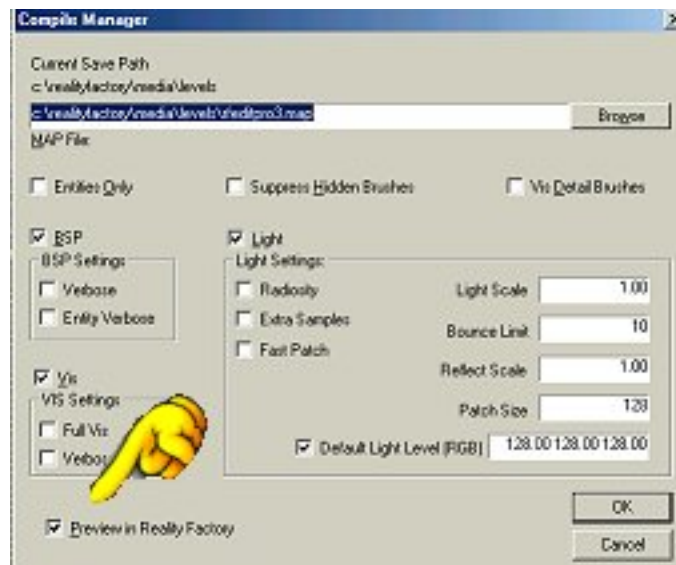 Compile Manager
Current Save Path
c:\realityfactory\media\levels
c:\realityfactory\media\levels\rfeditpro3.map
Browse
MAP File:
Entities Only Suppress Hidden Brushes Vis Detail Brushes
BSP Light
BSP Settings Light Settings:
Verbose Radiosity Light Scale 1.00
Entity Verbose Extra Samples Bounce Limit 10
Fast Patch Reflect Scale 1.00
Vis
VIS Settings Patch Size 128
Full Vis
Default Light Level (RGB) 128.00 128.00 128.00
OK
Preview in Reality Factory
Cancel